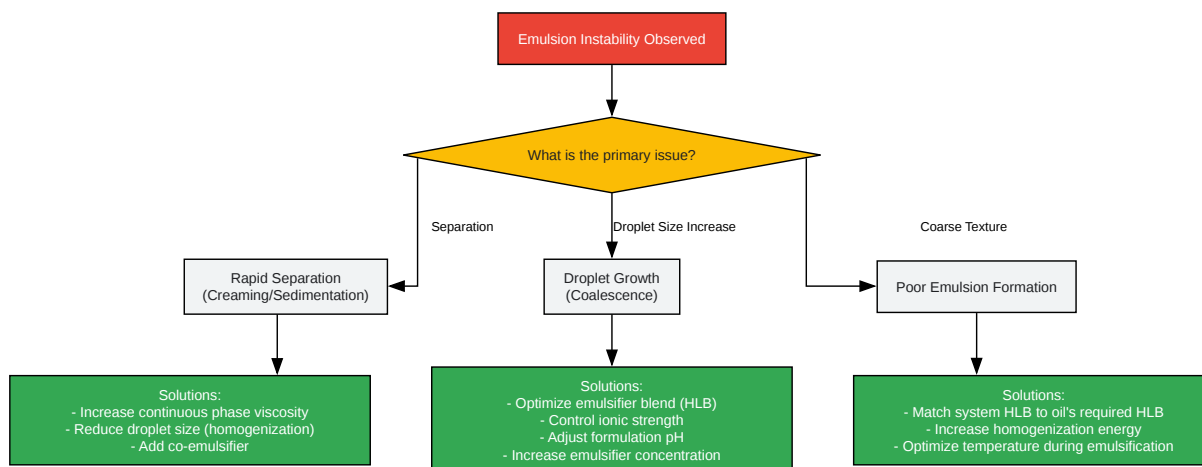 Emulsion Instability Observed
What is the primary issue?
Separation
Droplet Size Increase
Coarse Texture
Rapid Separation
(Creaming/Sedimentation)
Droplet Growth
(Coalescence)
Poor Emulsion Formation
Solutions:
- Increase continuous phase viscosity
- Reduce droplet size (homogenization)
- Add co-emulsifier
Solutions:
- Optimize emulsifier blend (HLB)
- Control ionic strength
- Adjust formulation pH
- Increase emulsifier concentration
Solutions:
- Match system HLB to oil's required HLB
- Increase homogenization energy
- Optimize temperature during emulsification